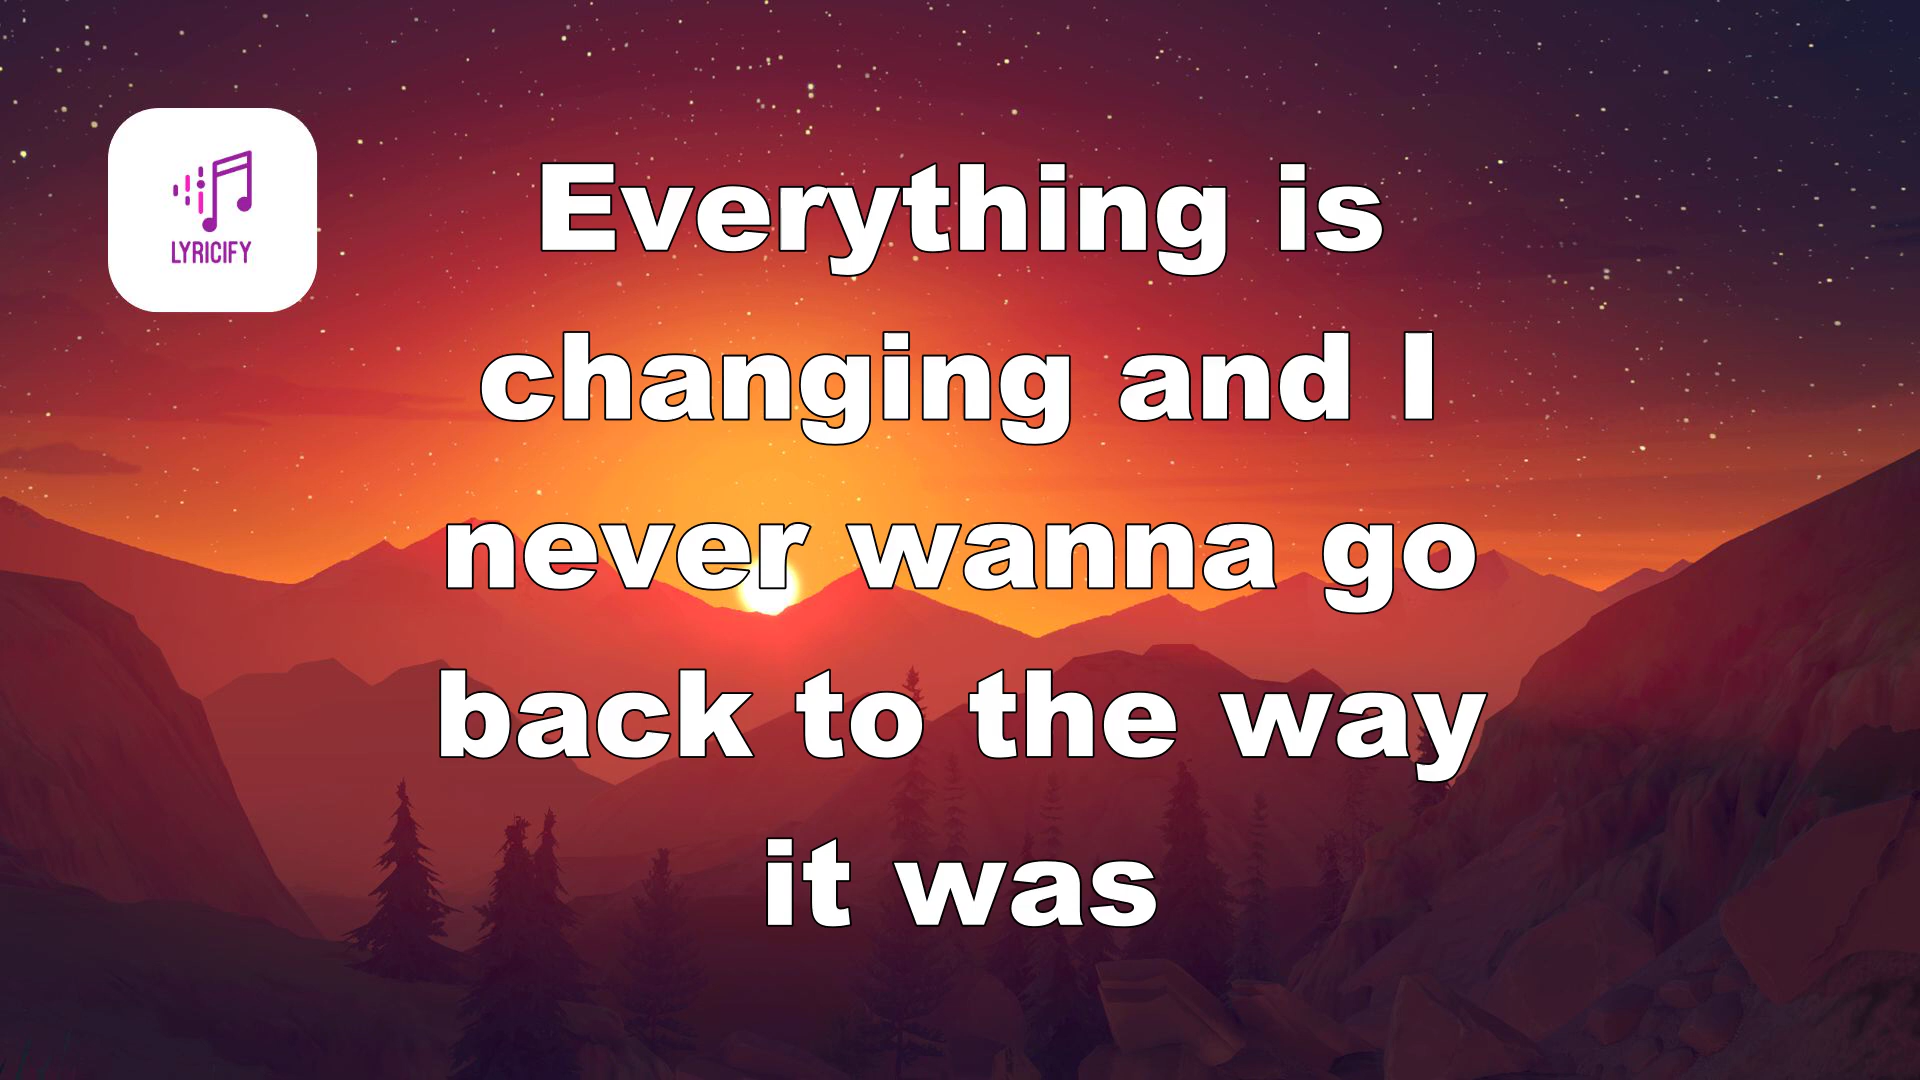 LYRICIFY
Everything is
changing and I
never wanna go
back to the way
it was